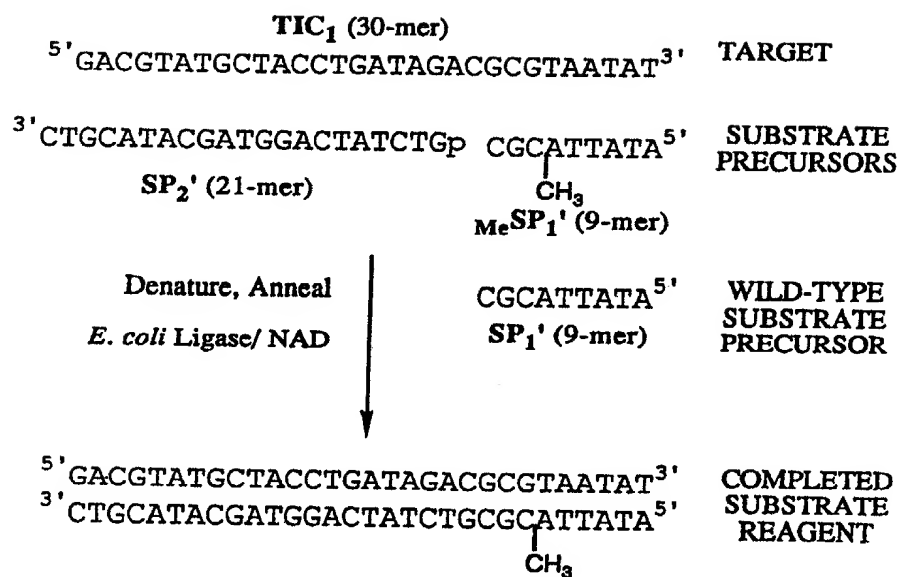 TIC1 (30-mer)
5'GACGTATGCTACCTGATAGACGCGTAATAT3' TARGET
3'CTGCATACGATGGACTATCTGp CGCATTATA5' SUBSTRATE
PRECURSORS
CH3
SP2' (21-mer)
MeSP1' (9-mer)
Denature, Anneal
E. coli Ligase/ NAD
CGCATTATA5' WILD-TYPE
SUBSTRATE
PRECURSOR
SP1' (9-mer)
5'GACGTATGCTACCTGATAGACGCGTAATAT3' COMPLETED
3'CTGCATACGATGGACTATCTGCGCATTATA5' SUBSTRATE
REAGENT
CH3